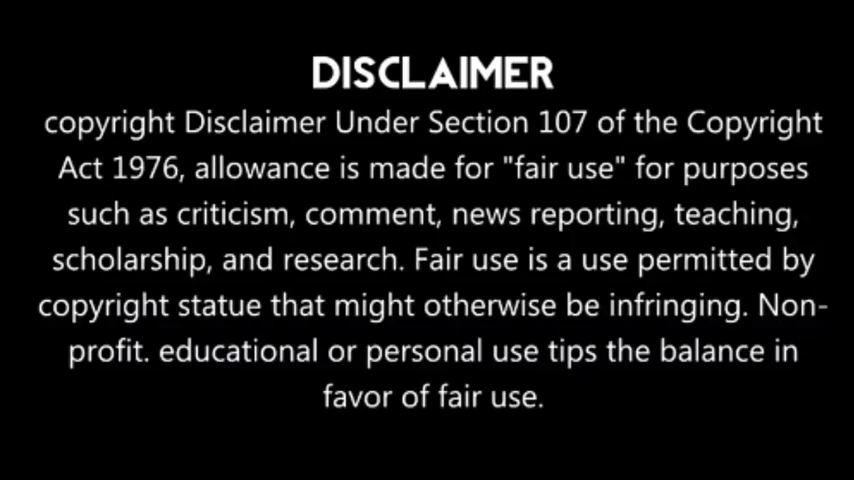 DISCLAIMER
copyright Disclaimer Under Section 107 of the Copyright
Act 1976, allowance is made for "fair use" for purposes
such as criticism, comment, news reporting, teaching,
scholarship, and research. Fair use is a use permitted by
copyright statue that might otherwise be infringing. Non-
profit. educational or personal use tips the balance in
favor of fair use.